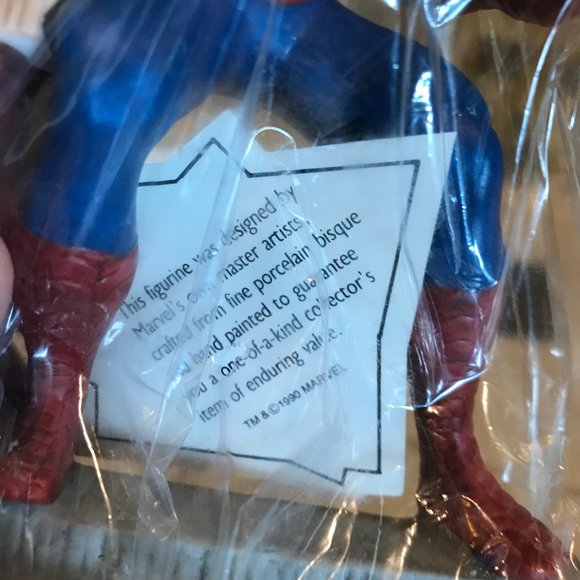 This figurine was designed by
Marvel's own master artists,
crafted from fine porcelain bisque
and hand painted to guarantee
you a one-of-a-kind collector's
item of enduring value.
TM & © 1990 MARVEL